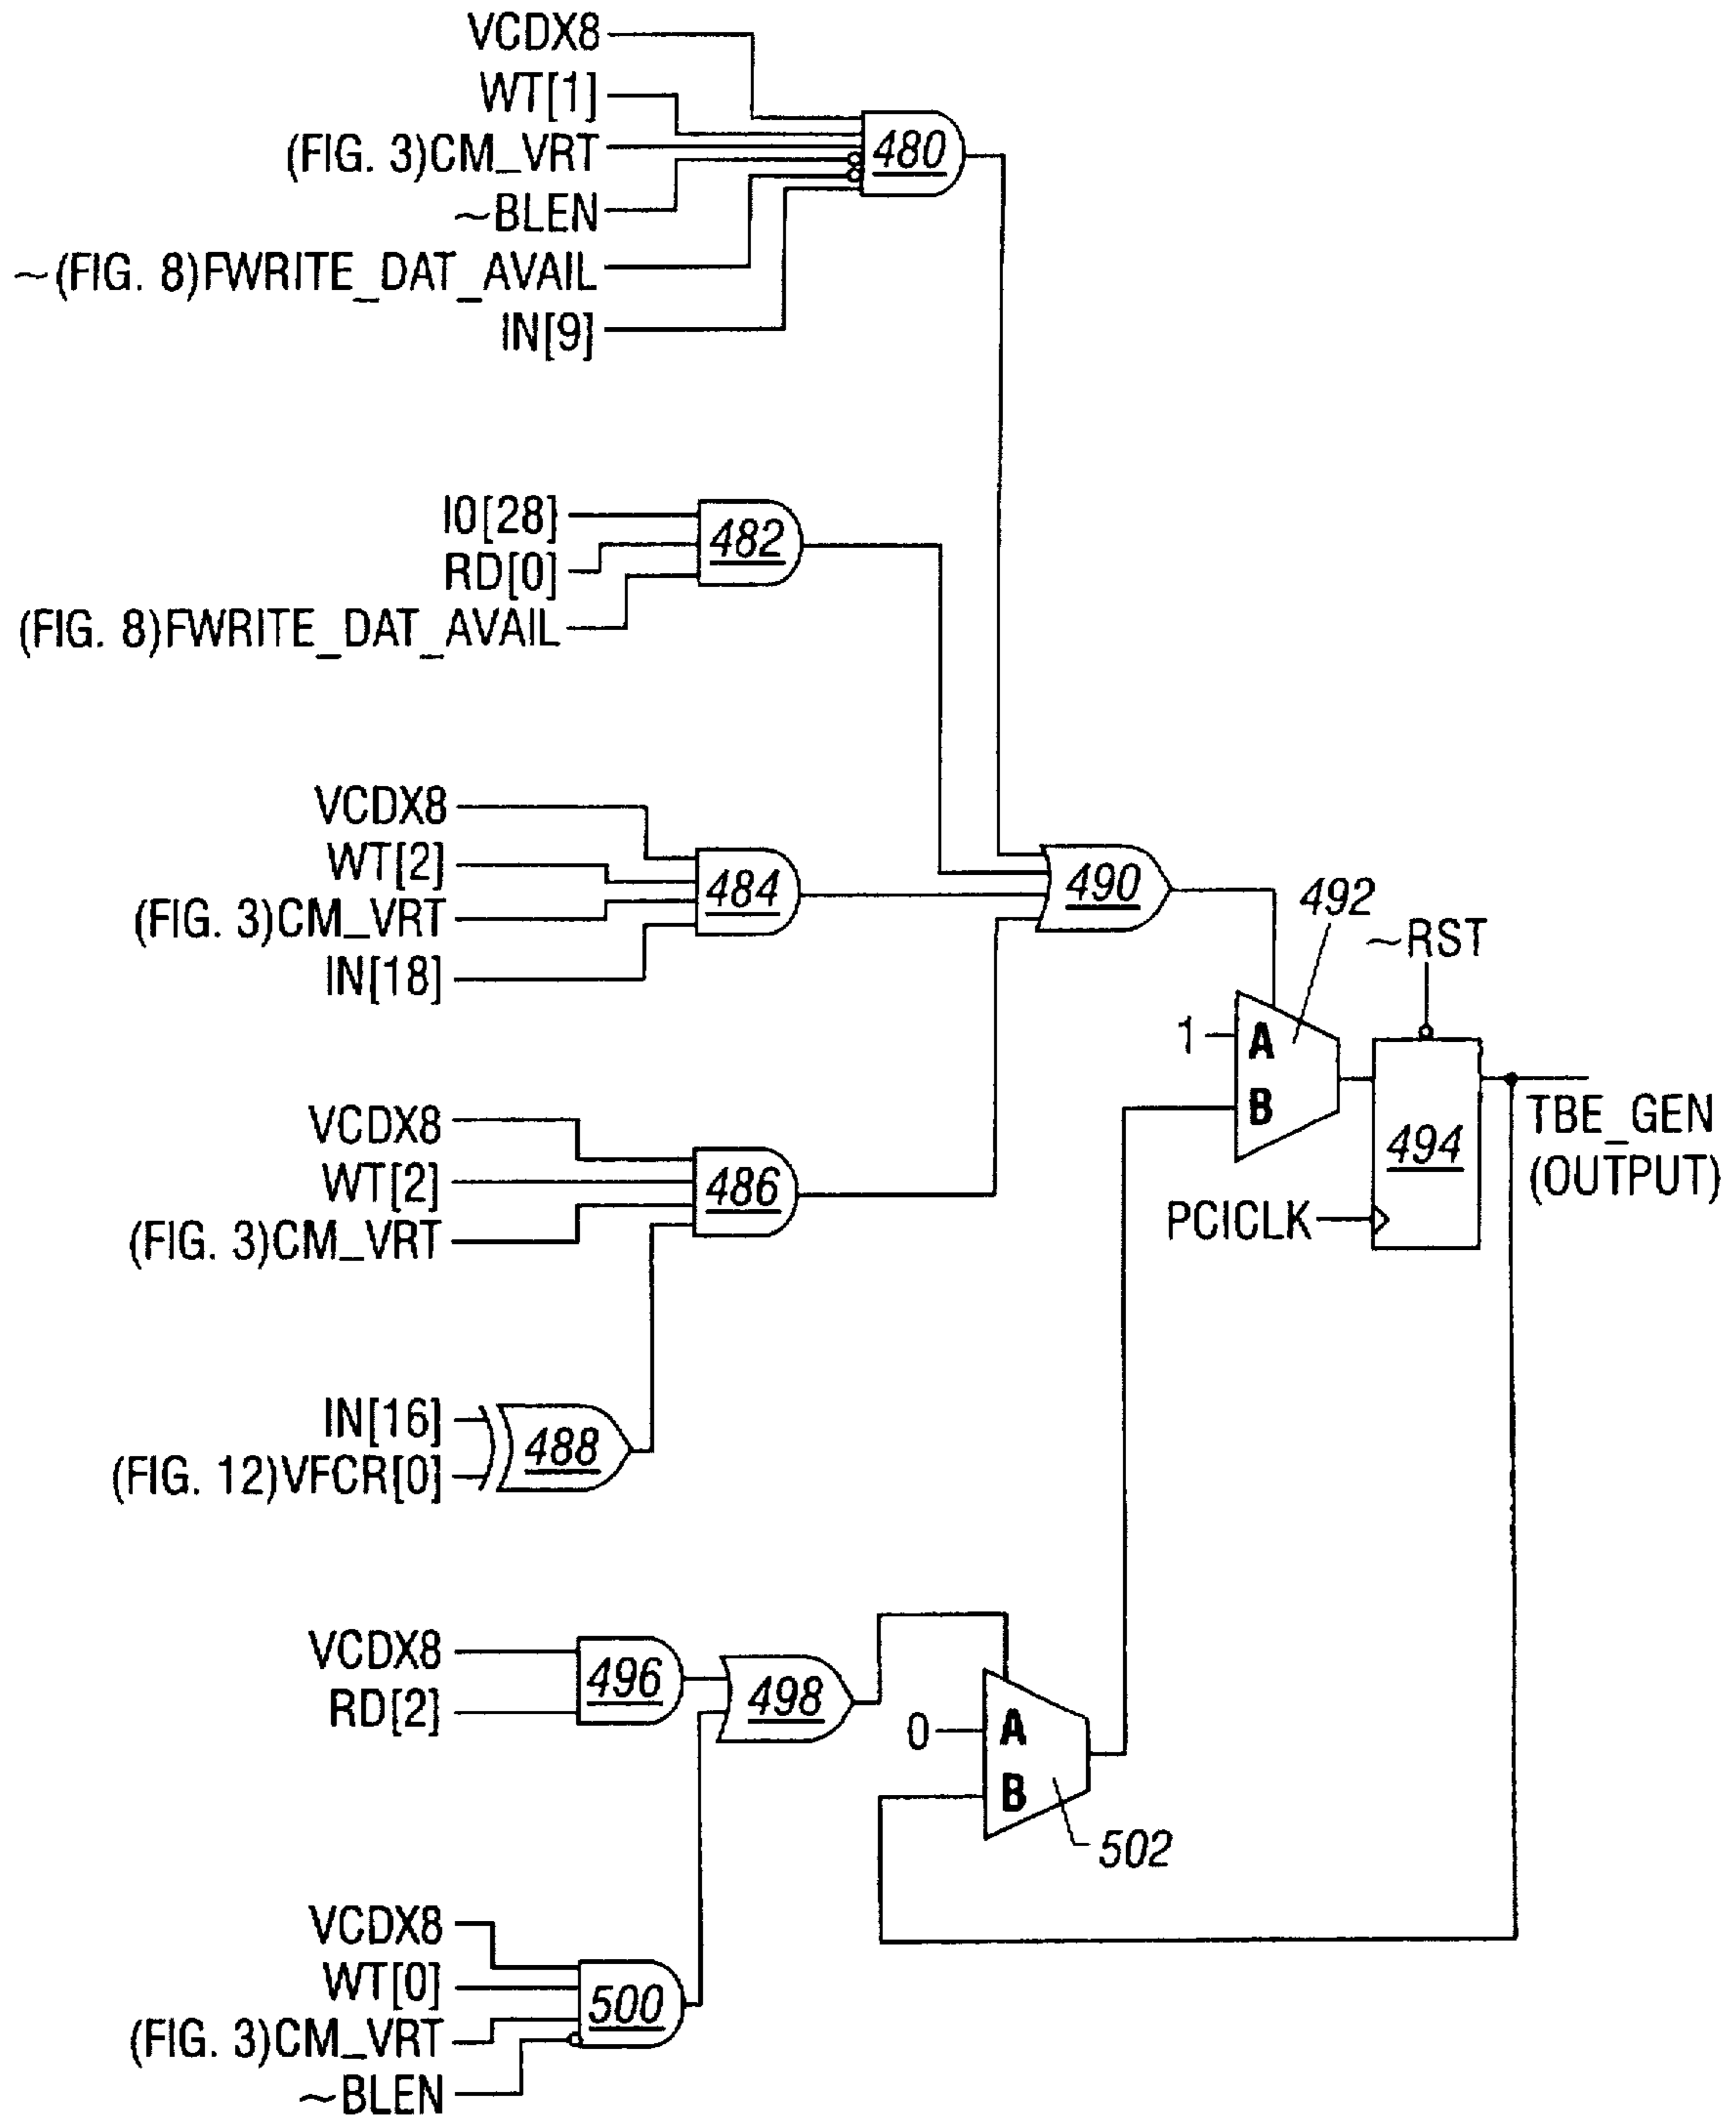 VCDX8
WT[1]
(FIG. 3)CM_VRT
~BLEN
~(FIG. 8)FWRITE_DAT_AVAIL
IN[9]
480
I0[28]
RD[0]
(FIG. 8)FWRITE_DAT_AVAIL
482
VCDX8
WT[2]
(FIG. 3)CM_VRT
IN[18]
484
490
492
~RST
1
A
B
494
PCICLK
TBE_GEN
(OUTPUT)
VCDX8
WT[2]
(FIG. 3)CM_VRT
486
IN[16]
(FIG. 12)VFCR[0]
488
VCDX8
RD[2]
496
498
0
A
B
502
VCDX8
WT[0]
(FIG. 3)CM_VRT
~BLEN
500